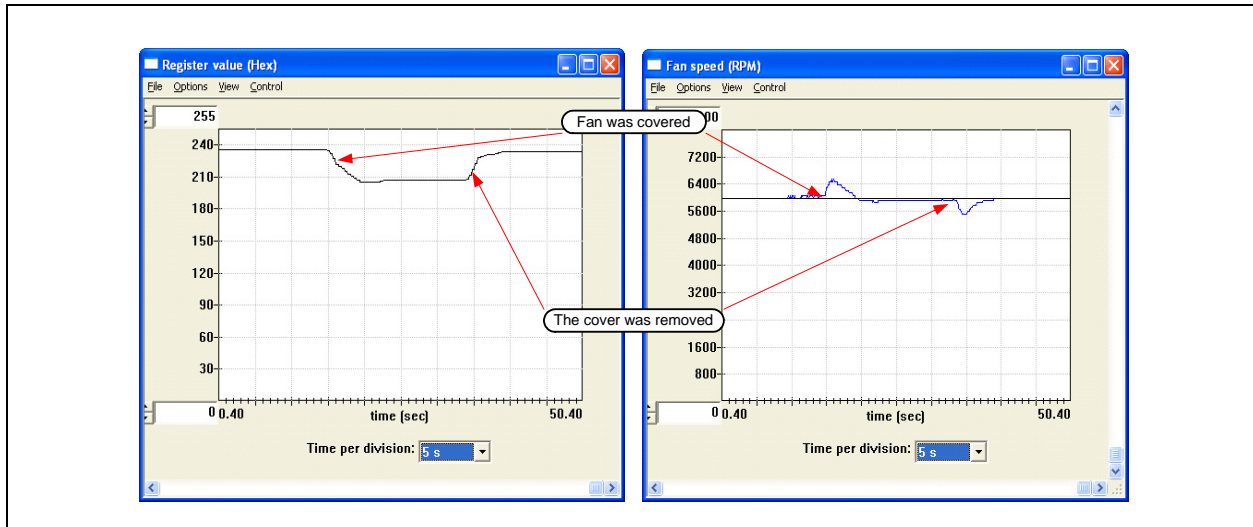 Register value (Hex)
File Options View Control
255
240
210
180
150
120
90
60
30
0
0.40
time (sec)
50.40
Time per division:
5 s
Fan was covered
The cover was removed
Fan speed (RPM)
File Options View Control
7200
6400
5600
4800
4000
3200
1600
800
0
0.40
time (sec)
50.40
Time per division:
5 s